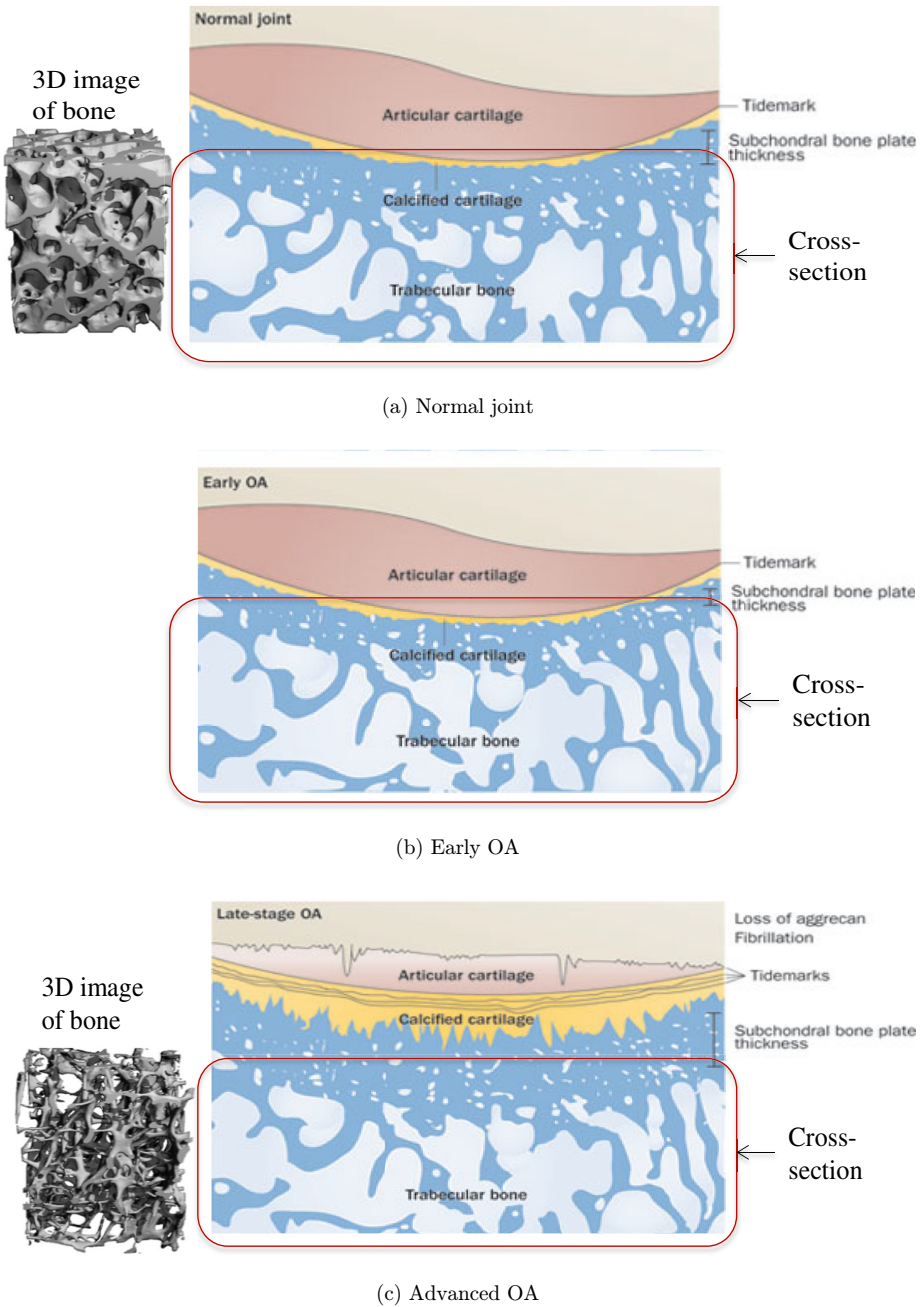 Normal joint
3D image
of bone
Articular cartilage
Tidemark
Subchondral bone plate
thickness
Calcified cartilage
Cross-
section
Trabecular bone
(a) Normal joint
Early OA
Articular cartilage
Tidemark
Subchondral bone plate
thickness
Calcified cartilage
Cross-
section
Trabecular bone
(b) Early OA
Late-stage OA
Loss of aggrecan
Fibrillation
Articular cartilage
Tidemarks
3D image
of bone
Calcified cartilage
Subchondral bone plate
thickness
Cross-
section
Trabecular bone
(c) Advanced OA